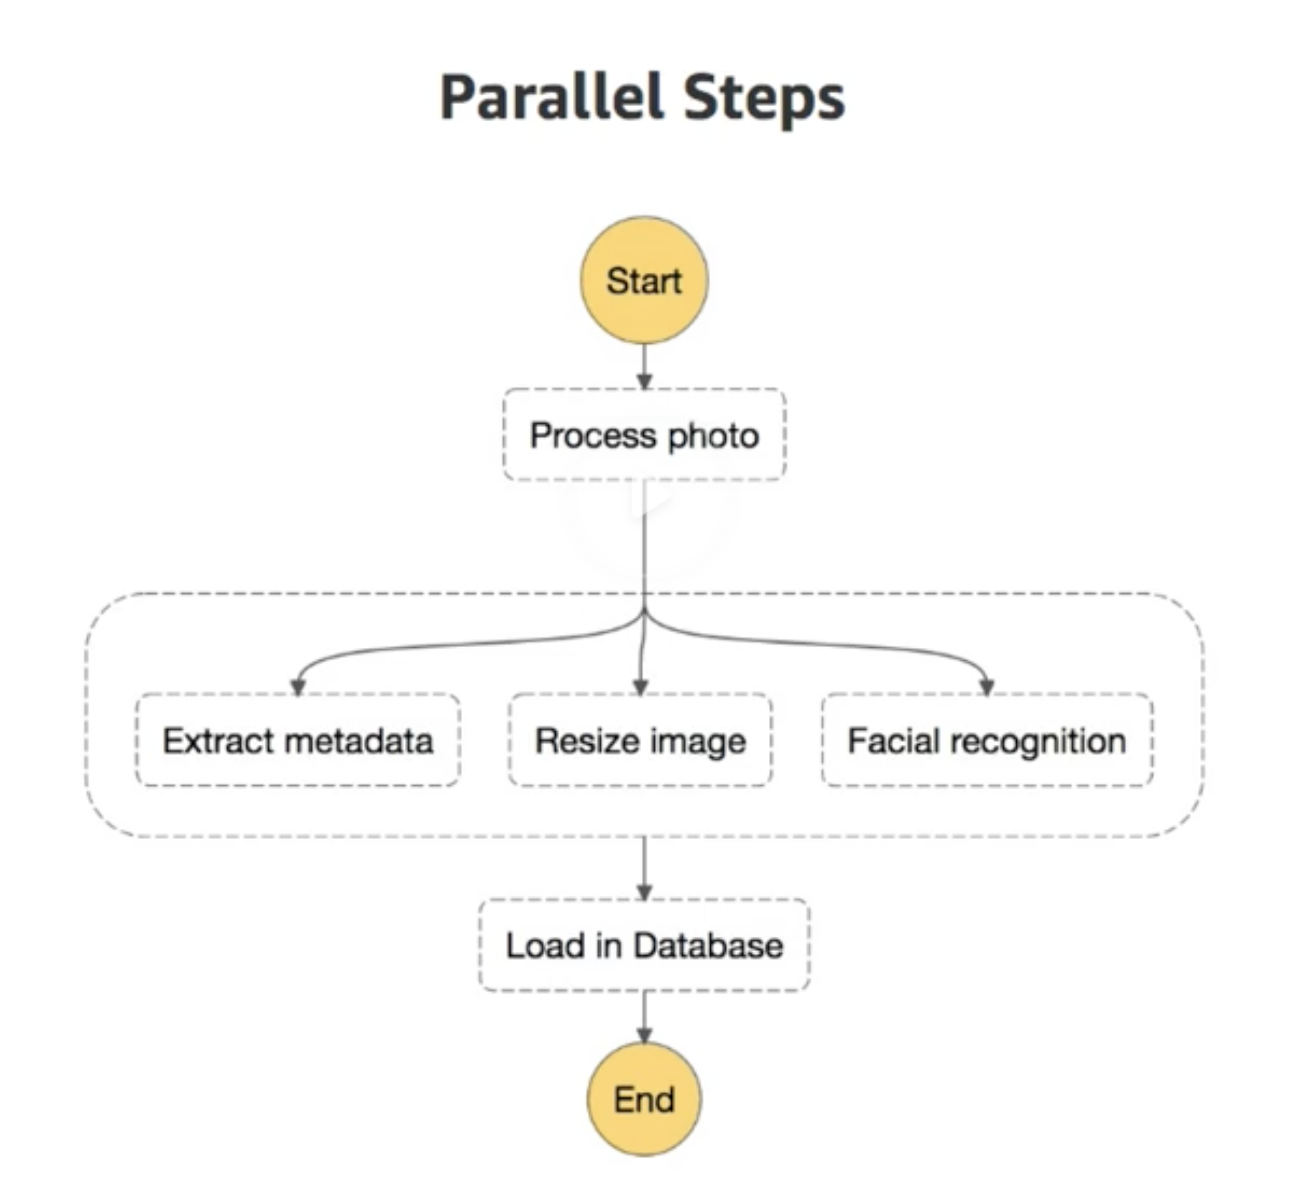 Parallel Steps
Start
Process photo
Extract metadata
Resize image
Facial recognition
Load in Database
End